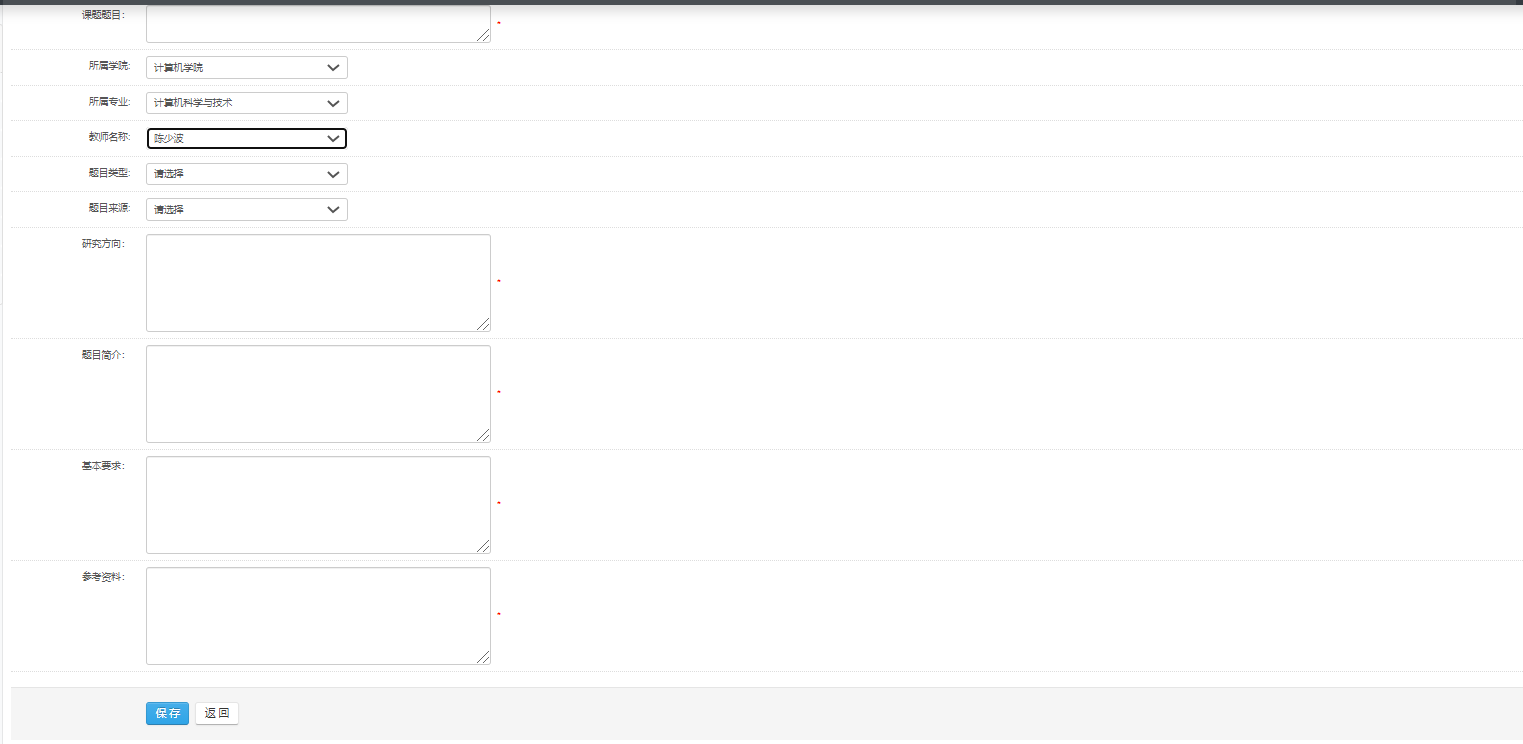 课题题目:
*
所属学院: 计算机学院
所属专业: 计算机科学与技术
教师名称: 陈少波
题目类型: 请选择
题目来源: 请选择
研究方向:
*
题目简介:
*
基本要求:
*
参考资料:
*
保存 返回